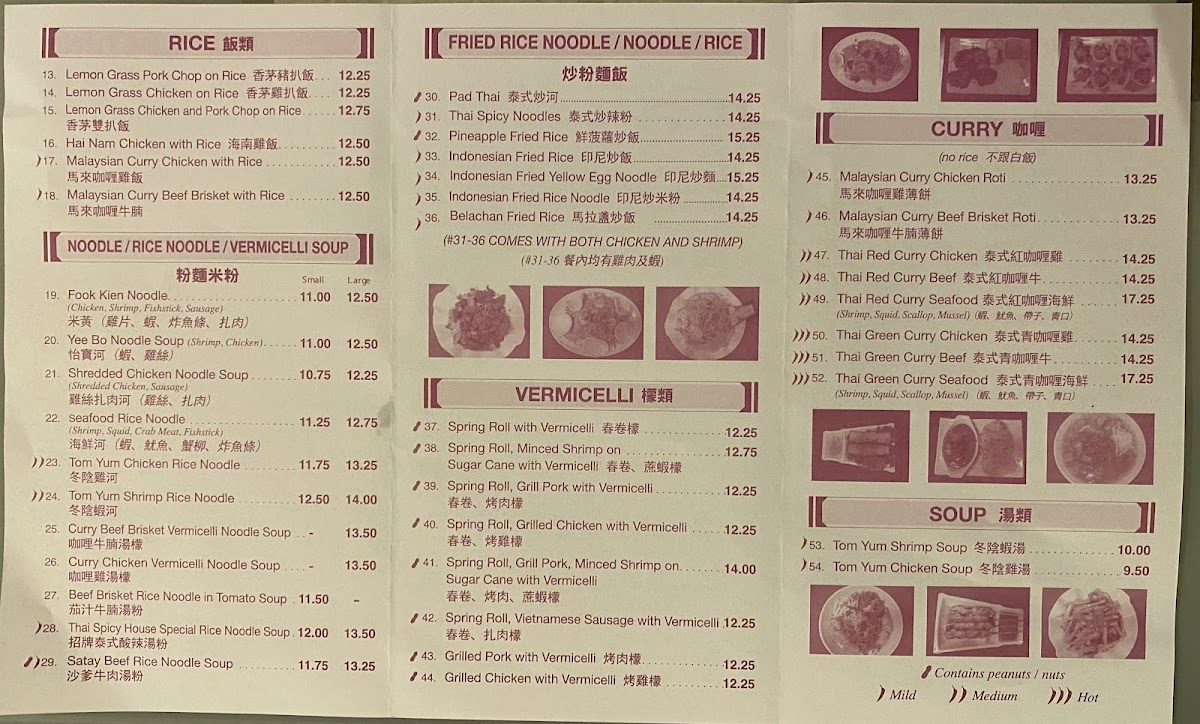 RICE 飯類
13. Lemon Grass Pork Chop on Rice 香茅豬扒飯... 12.25
14. Lemon Grass Chicken on Rice 香茅雞扒飯.... 12.25
15. Lemon Grass Chicken and Pork Chop on Rice...... 12.75
香茅雙扒飯
16. Hai Nam Chicken with Rice 海南雞飯.......... 12.50
17. Malaysian Curry Chicken with Rice ........... 12.50
馬來咖喱雞飯
18. Malaysian Curry Beef Brisket with Rice ........ 12.50
馬來咖喱牛腩
NOODLE / RICE NOODLE / VERMICELLI SOUP
粉麵米粉 Small Large
19. Fook Kien Noodle.................. 11.00 12.50
(Chicken, Shrimp, Fishstick, Sausage)
米黃（雞片、蝦、炸魚條、扎肉）
20. Yee Bo Noodle Soup (Shrimp, Chicken)..... 11.00 12.50
怡寶河（蝦、雞絲）
21. Shredded Chicken Noodle Soup ....... 10.75 12.25
(Shredded Chicken, Sausage)
雞絲扎肉河（雞絲、扎肉）
22. seafood Rice Noodle ................ 11.25 12.75
(Shrimp, Squid, Crab Meat, Fishstick)
海鮮河（蝦、魷魚、蟹柳、炸魚條）
23. Tom Yum Chicken Rice Noodle ........ 11.75 13.25
冬陰雞河
24. Tom Yum Shrimp Rice Noodle ........ 12.50 14.00
冬陰蝦河
25. Curry Beef Brisket Vermicelli Noodle Soup .. - 13.50
咖哩牛腩湯檬
26. Curry Chicken Vermicelli Noodle Soup .... - 13.50
咖哩雞湯檬
27. Beef Brisket Rice Noodle in Tomato Soup . 11.50 -
茄汁牛腩湯粉
28. Thai Spicy House Special Rice Noodle Soup . 12.00 13.50
招牌泰式酸辣湯粉
29. Satay Beef Rice Noodle Soup ......... 11.75 13.25
沙爹牛肉湯粉
FRIED RICE NOODLE / NOODLE / RICE
炒粉麵飯
30. Pad Thai 泰式炒河.......................... 14.25
31. Thai Spicy Noodles 泰式炒辣粉 ............. 14.25
32. Pineapple Fried Rice 鮮菠蘿炒飯............. 15.25
33. Indonesian Fried Rice 印尼炒飯.............. 14.25
34. Indonesian Fried Yellow Egg Noodle 印尼炒麵.... 15.25
35. Indonesian Fried Rice Noodle 印尼炒米粉 ........ 14.25
36. Belachan Fried Rice 馬拉盞炒飯 .............. 14.25
(#31-36 COMES WITH BOTH CHICKEN AND SHRIMP)
(#31-36 餐內均有雞肉及蝦)
VERMICELLI 檬類
37. Spring Roll with Vermicelli 春卷檬 ............. 12.25
38. Spring Roll, Minced Shrimp on ............... 12.75
Sugar Cane with Vermicelli 春卷、蔗蝦檬
39. Spring Roll, Grill Pork with Vermicelli ........... 12.25
春卷、烤肉檬
40. Spring Roll, Grilled Chicken with Vermicelli ..... 12.25
春卷、烤雞檬
41. Spring Roll, Grill Pork, Minced Shrimp on....... 14.00
Sugar Cane with Vermicelli
春卷、烤肉、蔗蝦檬
42. Spring Roll, Vietnamese Sausage with Vermicelli . 12.25
春卷、扎肉檬
43. Grilled Pork with Vermicelli 烤肉檬............ 12.25
44. Grilled Chicken with Vermicelli 烤雞檬 ......... 12.25
CURRY 咖喱
(no rice 不跟白飯)
45. Malaysian Curry Chicken Roti ............... 13.25
馬來咖喱雞薄餅
46. Malaysian Curry Beef Brisket Roti............ 13.25
馬來咖喱牛腩薄餅
47. Thai Red Curry Chicken 泰式紅咖喱雞 ....... 14.25
48. Thai Red Curry Beef 泰式紅咖喱牛.......... 14.25
49. Thai Red Curry Seafood 泰式紅咖喱海鮮 ..... 17.25
(Shrimp, Squid, Scallop, Mussel)（蝦、魷魚、帶子、青口）
50. Thai Green Curry Chicken 泰式青咖喱雞...... 14.25
51. Thai Green Curry Beef 泰式青咖喱牛........ 14.25
52. Thai Green Curry Seafood 泰式青咖喱海鮮 .... 17.25
(Shrimp, Squid, Scallop, Mussel)（蝦、魷魚、帶子、青口）
SOUP 湯類
53. Tom Yum Shrimp Soup 冬陰蝦湯 ............ 10.00
54. Tom Yum Chicken Soup 冬陰雞湯 ............ 9.50
Contains peanuts / nuts
Mild Medium Hot